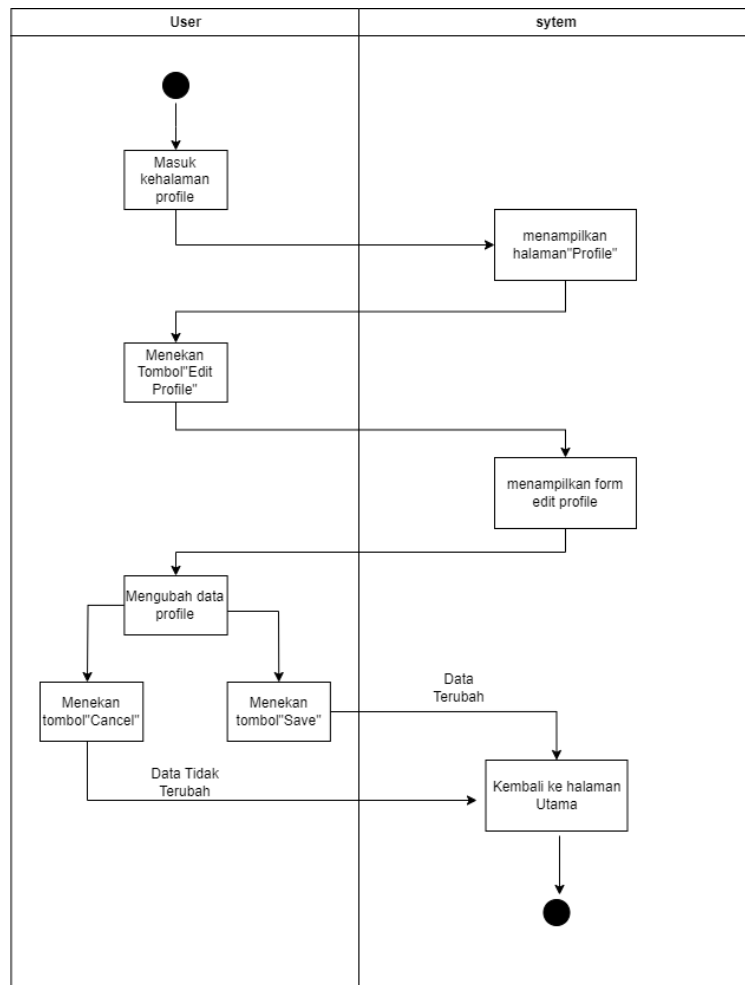 User
sytem
Masuk
kehalaman
profile
menampilkan
halaman"Profile"
Menekan
Tombol"Edit
Profile"
menampilkan form
edit profile
Mengubah data
profile
Menekan
tombol"Cancel"
Menekan
tombol"Save"
Data
Terubah
Data Tidak
Terubah
Kembali ke halaman
Utama